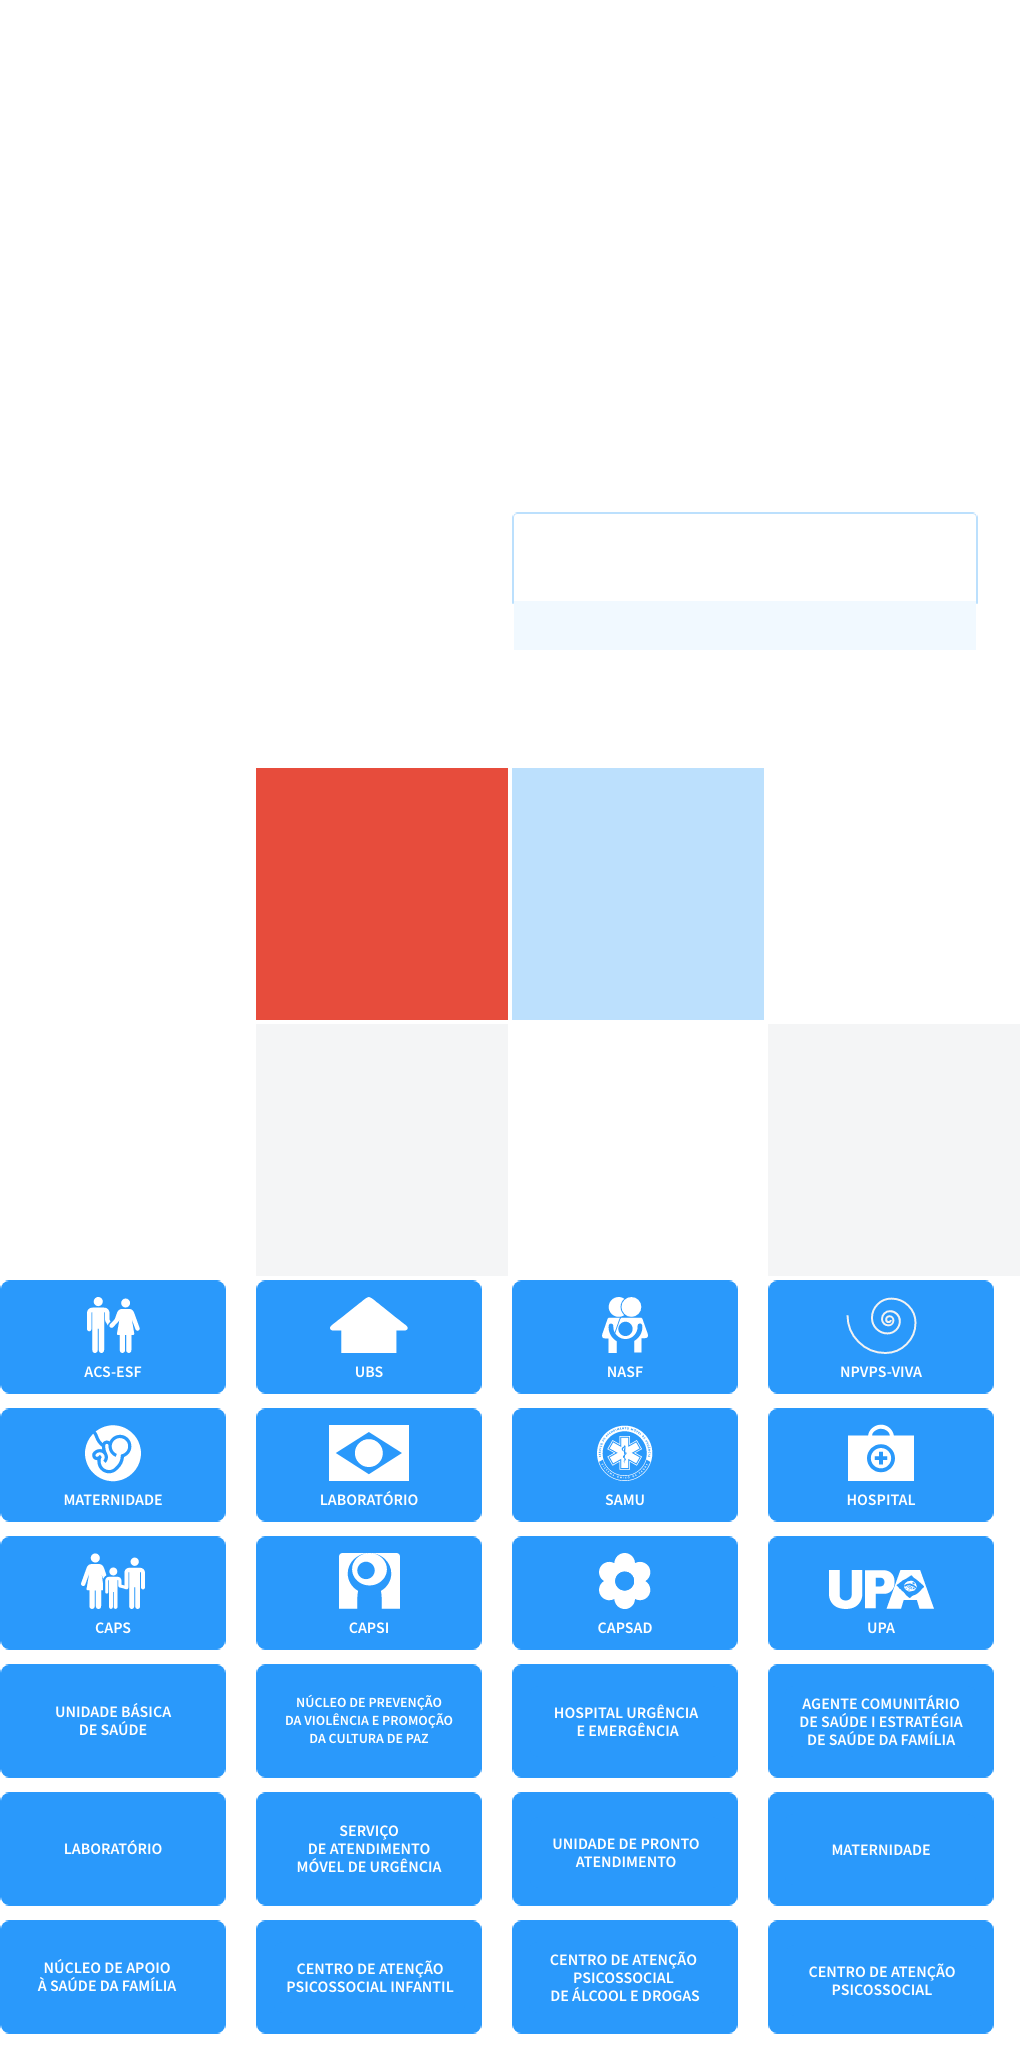 ACS-ESF
UBS
NASF
NPVPS-VIVA
MATERNIDADE
LABORATÓRIO
SAMU
HOSPITAL
CAPS
CAPSI
CAPSAD
UPA
UPA
UNIDADE BÁSICA
DE SAÚDE
NÚCLEO DE PREVENÇÃO
DA VIOLÊNCIA E PROMOÇÃO
DA CULTURA DE PAZ
HOSPITAL URGÊNCIA
E EMERGÊNCIA
AGENTE COMUNITÁRIO
DE SAÚDE I ESTRATÉGIA
DE SAÚDE DA FAMÍLIA
LABORATÓRIO
SERVIÇO
DE ATENDIMENTO
MÓVEL DE URGÊNCIA
UNIDADE DE PRONTO
ATENDIMENTO
MATERNIDADE
NÚCLEO DE APOIO
À SAÚDE DA FAMÍLIA
CENTRO DE ATENÇÃO
PSICOSSOCIAL INFANTIL
CENTRO DE ATENÇÃO
PSICOSSOCIAL
DE ÁLCOOL E DROGAS
CENTRO DE ATENÇÃO
PSICOSSOCIAL